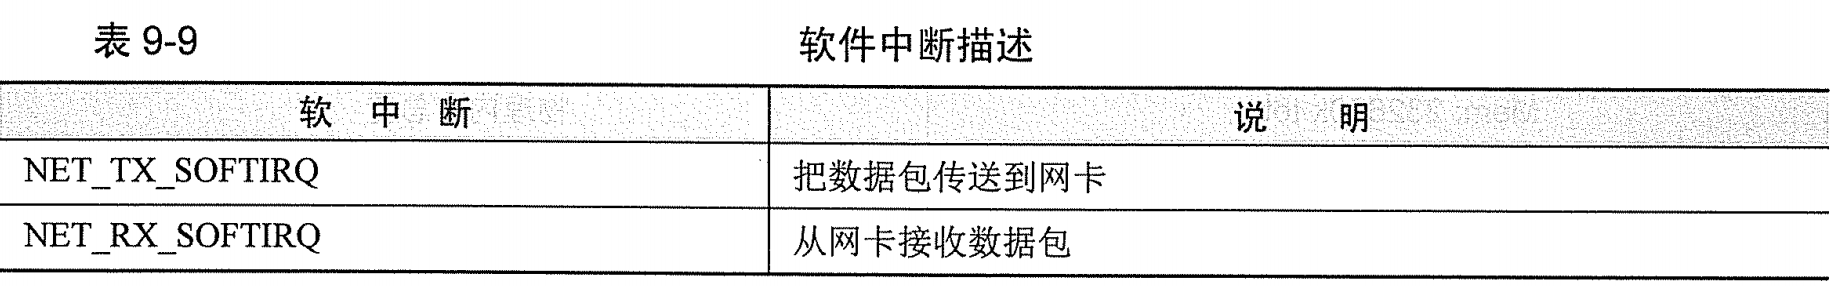 表 9-9 软件中断描述
软 中 断 说 明
NET_TX_SOFTIRQ 把数据包传送到网卡
NET_RX_SOFTIRQ 从网卡接收数据包